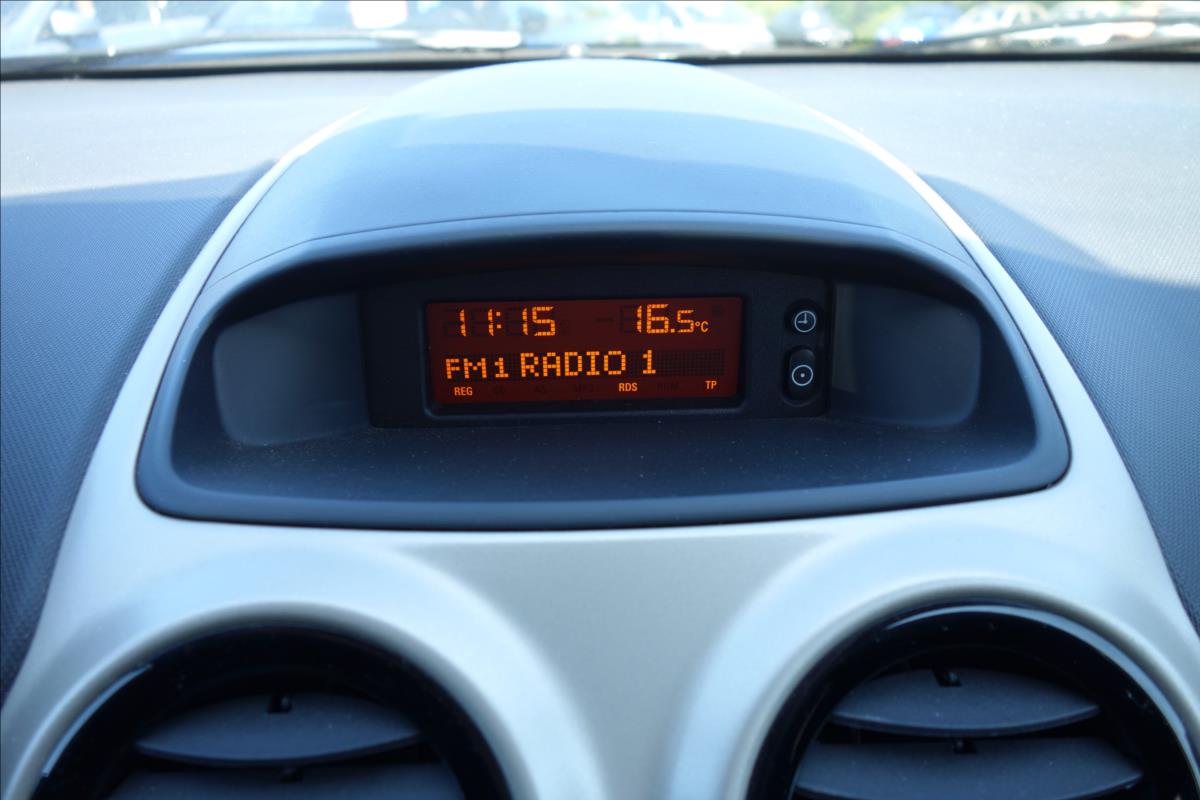 11:15 16.5°C
FM1 RADIO 1
REG RDS TP